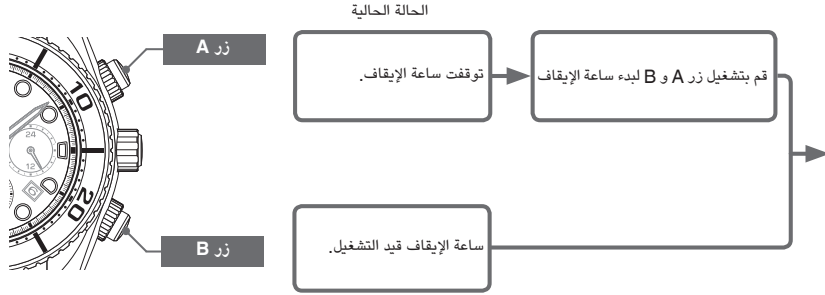 الحالة الحالية
زر A
توقفت ساعة الإيقاف.
قم بتشغيل زر A و B لبدء ساعة الإيقاف
10
24
12
6
20
زر B
ساعة الإيقاف قيد التشغيل.